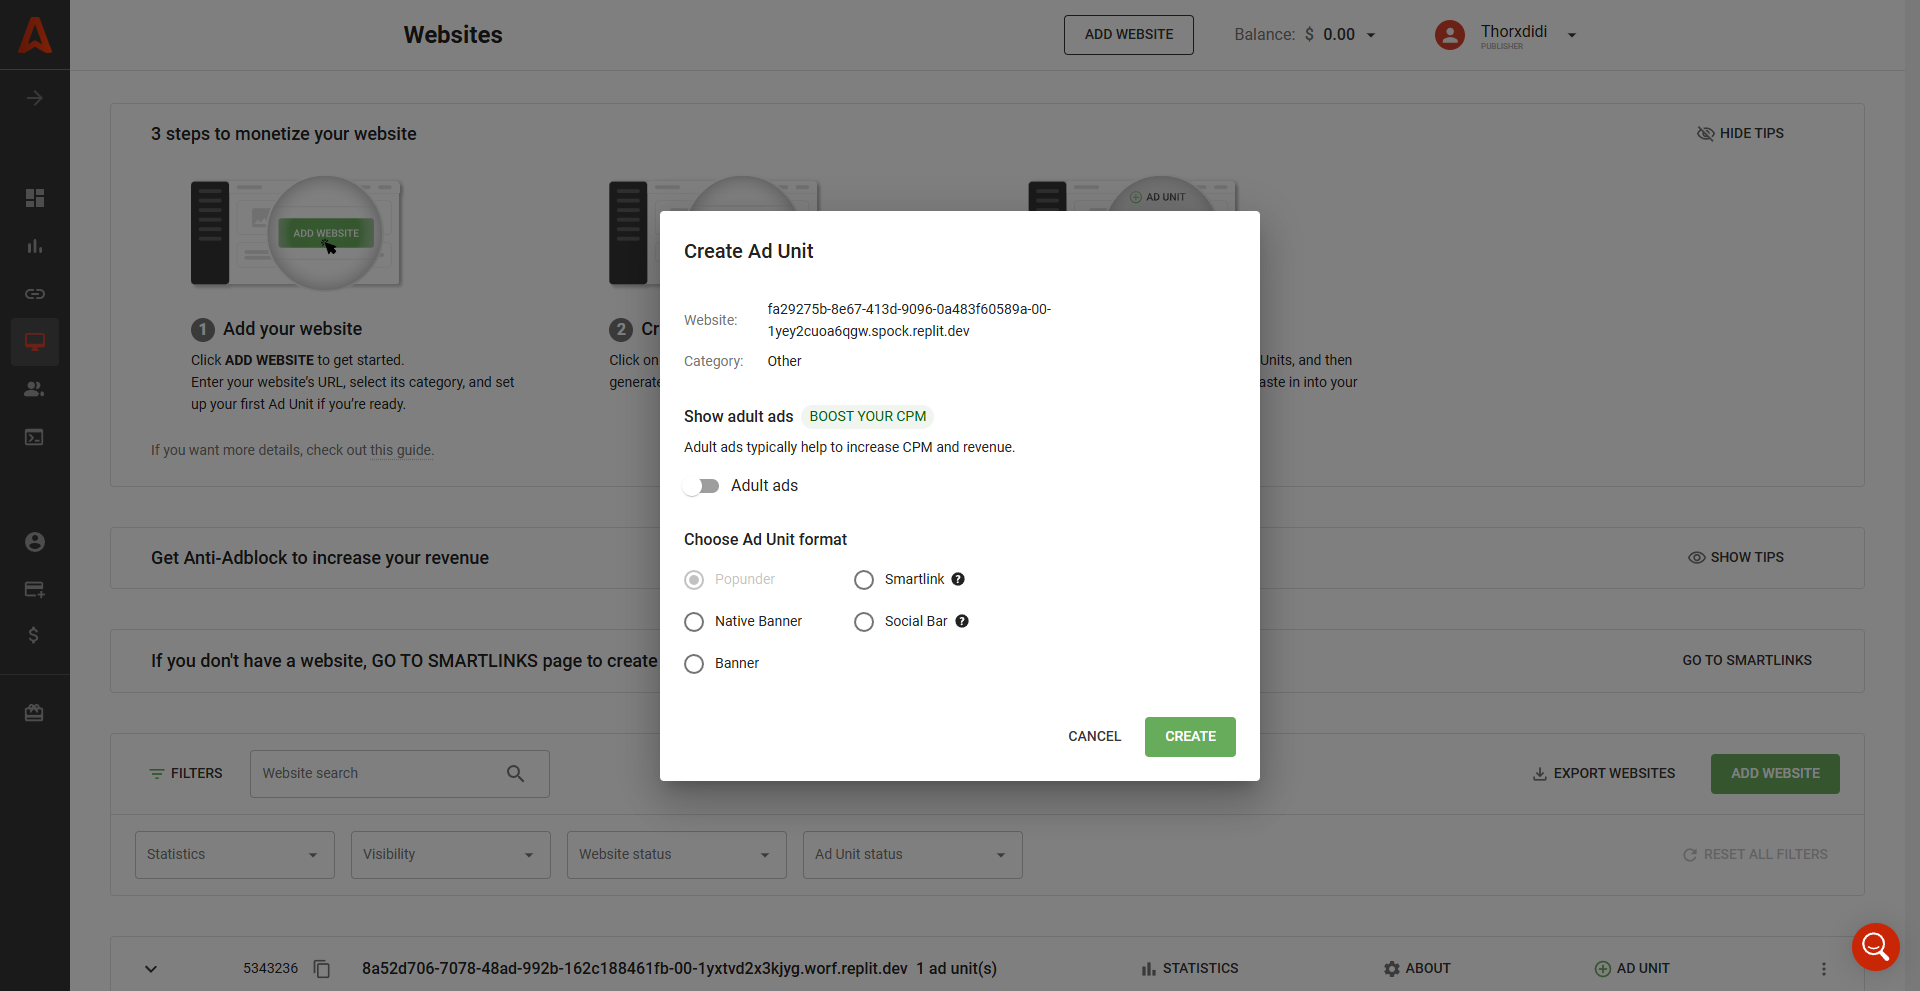 Websites
ADD WEBSITE
Balance: $ 0.00
Thorxdidi
PUBLISHER
3 steps to monetize your website
HIDE TIPS
ADD WEBSITE
AD UNIT
1 Add your website
2 Cr
Click ADD WEBSITE to get started.
Enter your website's URL, select its category, and set
up your first Ad Unit if you're ready.
Click on
generate
Units, and then
aste in into your
If you want more details, check out this guide.
Get Anti-Adblock to increase your revenue
SHOW TIPS
If you don't have a website, GO TO SMARTLINKS page to create
GO TO SMARTLINKS
Create Ad Unit
Website:
fa29275b-8e67-413d-9096-0a483f60589a-00-
1yey2cuoa6qgw.spock.replit.dev
Category: Other
Show adult ads BOOST YOUR CPM
Adult ads typically help to increase CPM and revenue.
Adult ads
Choose Ad Unit format
Popunder
Smartlink ?
Native Banner
Social Bar ?
Banner
CANCEL
CREATE
FILTERS
Website search
EXPORT WEBSITES
ADD WEBSITE
Statistics
Visibility
Website status
Ad Unit status
RESET ALL FILTERS
5343236
8a52d706-7078-48ad-992b-162c188461fb-00-1yxtvd2x3kjyg.worf.replit.dev 1 ad unit(s)
STATISTICS
ABOUT
AD UNIT